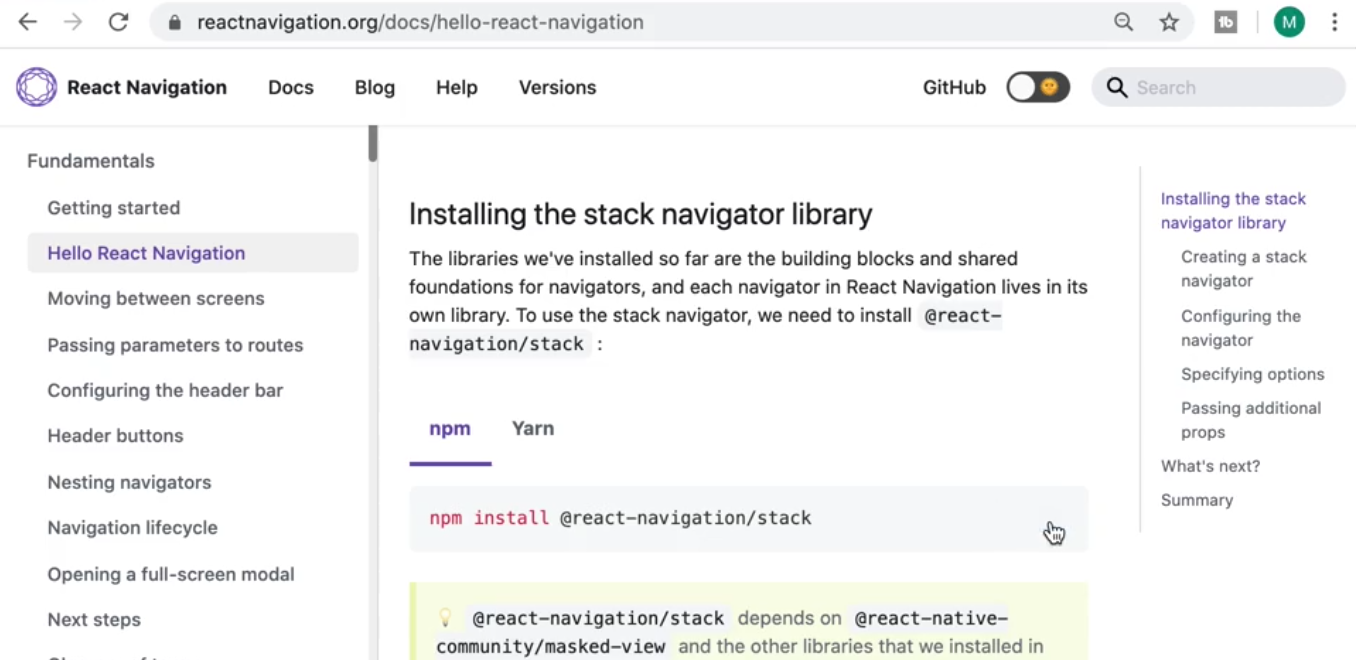 reactnavigation.org/docs/hello-react-navigation
M
React Navigation Docs Blog Help Versions GitHub Search
Fundamentals
Getting started
Hello React Navigation
Moving between screens
Passing parameters to routes
Configuring the header bar
Header buttons
Nesting navigators
Navigation lifecycle
Opening a full-screen modal
Next steps
Installing the stack navigator library
The libraries we've installed so far are the building blocks and shared
foundations for navigators, and each navigator in React Navigation lives in its
own library. To use the stack navigator, we need to install @react-
navigation/stack :
npm Yarn
npm install @react-navigation/stack
@react-navigation/stack depends on @react-native-
community/masked-view and the other libraries that we installed in
Installing the stack
navigator library
Creating a stack
navigator
Configuring the
navigator
Specifying options
Passing additional
props
What's next?
Summary